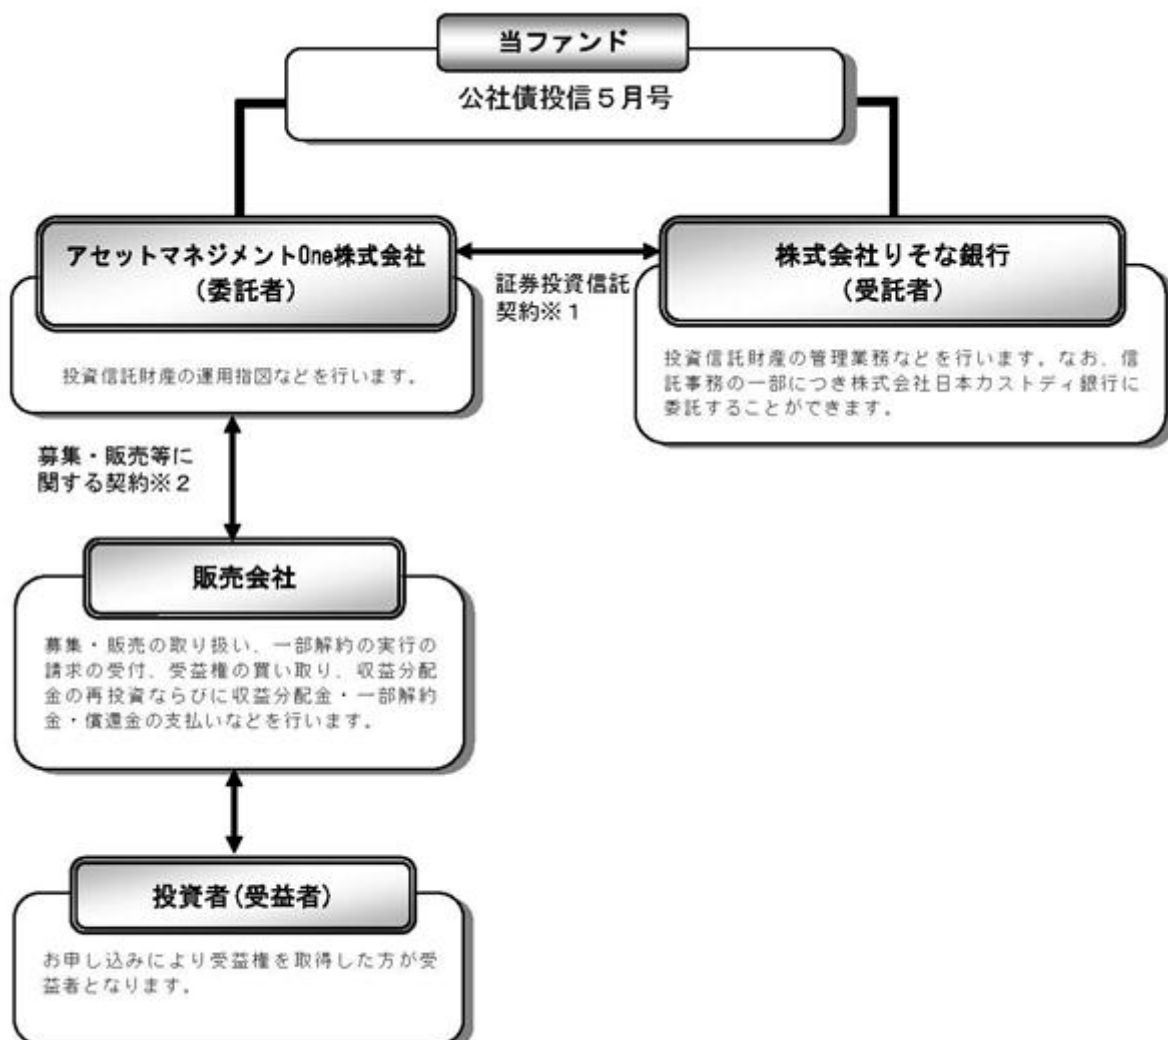 当ファンド
公社債投信５月号
アセットマネジメントOne株式会社
（委託者）
証券投資信託
契約※１
株式会社りそな銀行
（受託者）
投資信託財産の運用指図などを行います。
投資信託財産の管理業務などを行います。なお、信
託事務の一部につき株式会社日本カストディ銀行に
委託することができます。
募集・販売等に
関する契約※２
販売会社
募集・販売の取り扱い、一部解約の実行の
請求の受付、受益権の買い取り、収益分配
金の再投資ならびに収益分配金・一部解約
金・償還金の支払いなどを行います。
投資者(受益者)
お申し込みにより受益権を取得した方が受
益者となります。